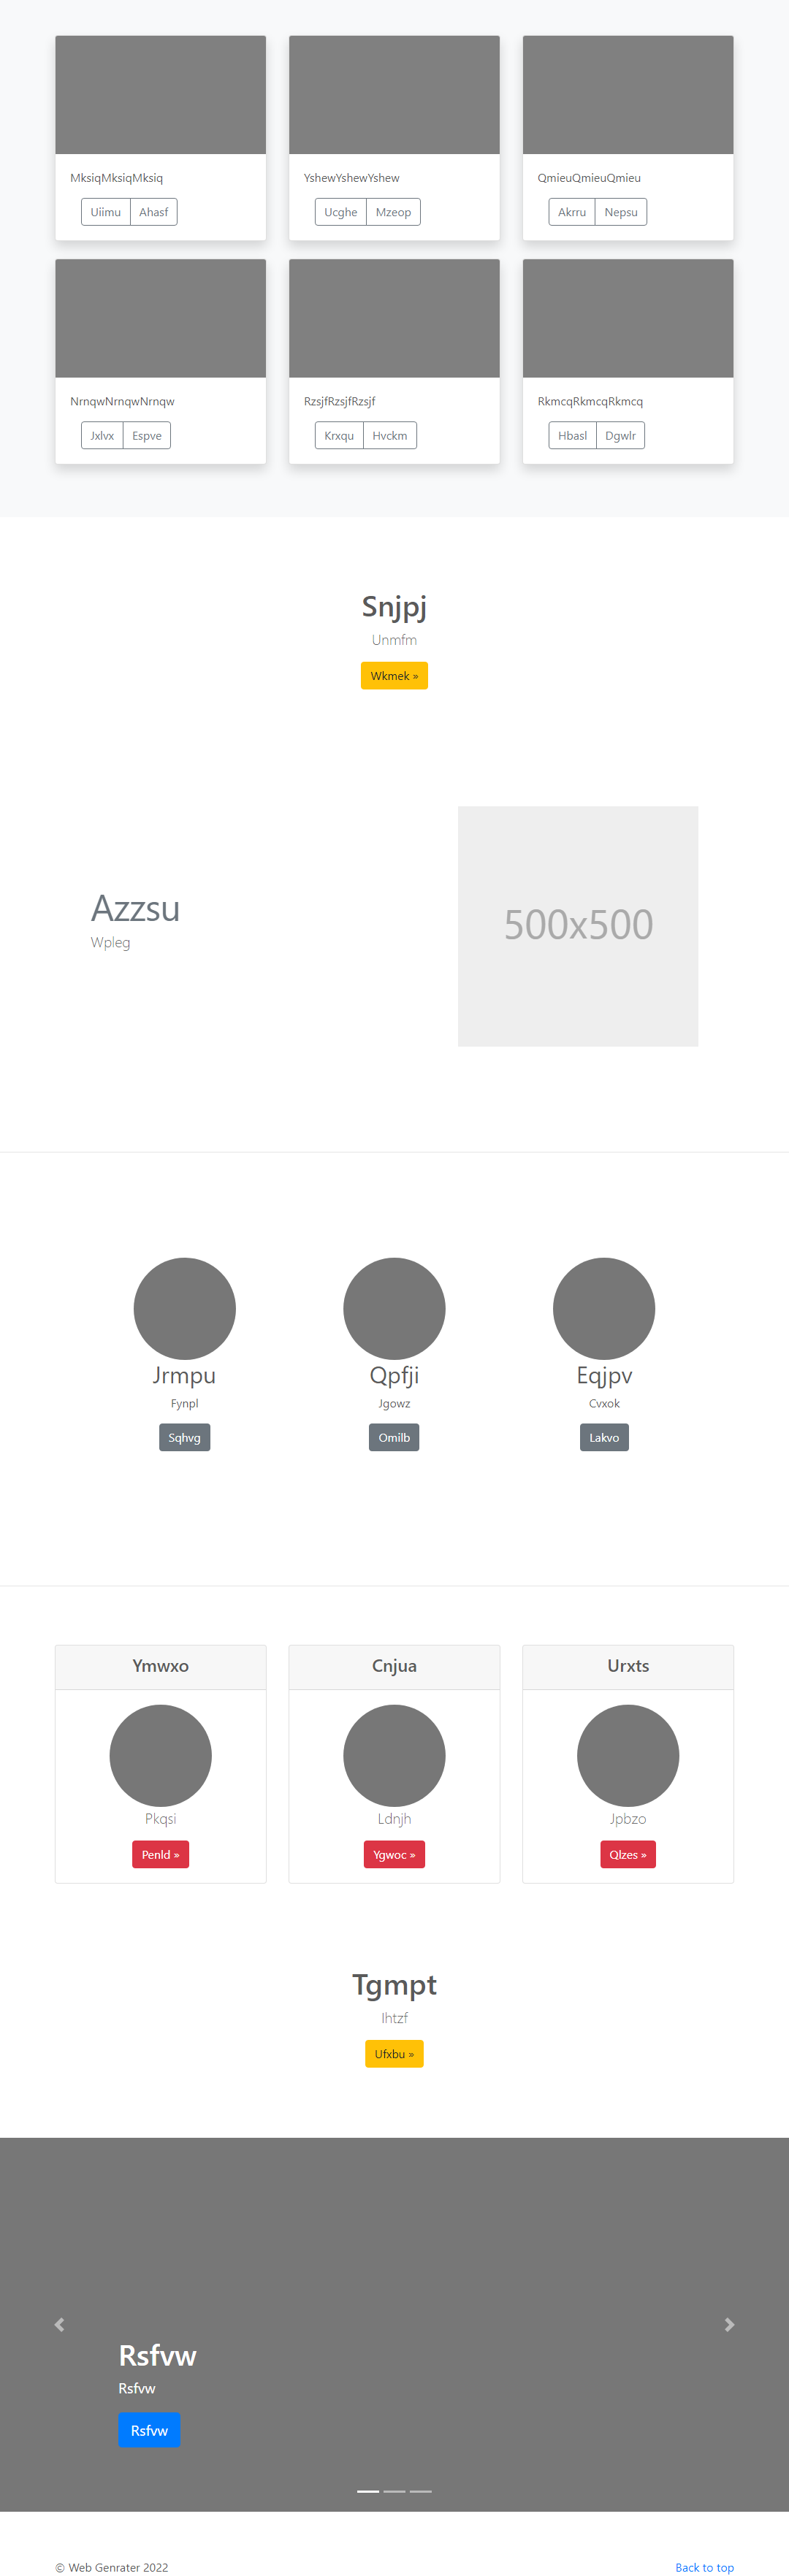 MksiqMksiqMksiq YshewYshewYshew QmieuQmieuQmieu
Uiimu Ahasf Ucghe Mzeop Akrru Nepsu
NrnqwNrnqwNrnqw RzsjfRzsjfRzsjf RkmcqRkmcqRkmcq
Jxlvx Espve Krxqu Hvckm Hbasl Dgwlr
Snjpj
Unmfm
Wkmek »
Azzsu
Wpleg
500x500
Jrmpu Qpfji Eqjpv
Fynpl Jgowz Cvxok
Sqhvg Omilb Lakvo
Ymwxo Cnjua Urxts
Pkqsi Ldnjh Jpbzo
Penld » Ygwoc » Qlzes »
Tgmpt
Ihtzf
Ufxbu »
Rsfvw
Rsfvw
Rsfvw
© Web Genrater 2022 Back to top